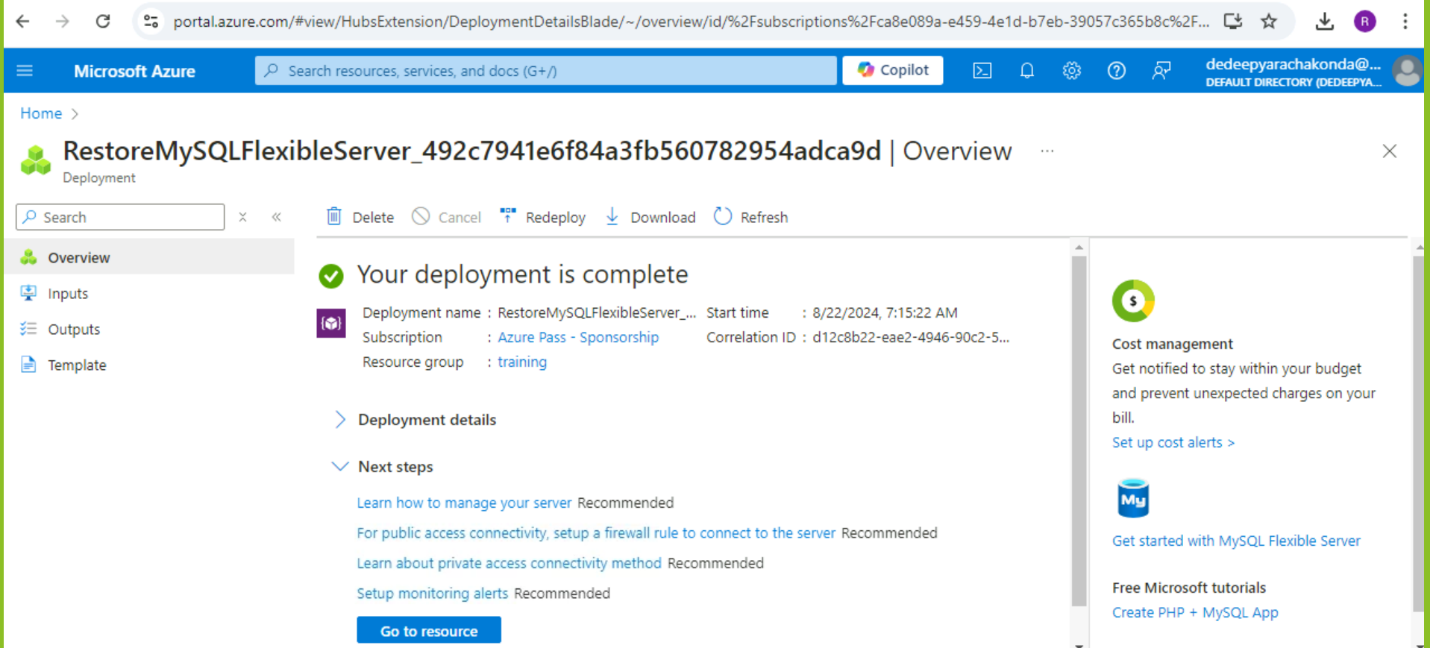 portal.azure.com/#view/HubsExtension/DeploymentDetailsBlade/~/overview/id/%2Fsubscriptions%2Fca8e089a-e459-4e1d-b7eb-39057c365b8c%2F...
R
Microsoft Azure
Search resources, services, and docs (G+/)
Copilot
dedeepyarachakonda@...
DEFAULT DIRECTORY (DEDEEPYA...
Home >
RestoreMySQLFlexibleServer_492c7941e6f84a3fb560782954adca9d | Overview ...
Deployment
Search
Overview
Inputs
Outputs
Template
Delete Cancel Redeploy Download Refresh
Your deployment is complete
Deployment name : RestoreMySQLFlexibleServer_... Start time : 8/22/2024, 7:15:22 AM
Subscription : Azure Pass - Sponsorship Correlation ID : d12c8b22-eae2-4946-90c2-5...
Resource group : training
Deployment details
Next steps
Learn how to manage your server Recommended
For public access connectivity, setup a firewall rule to connect to the server Recommended
Learn about private access connectivity method Recommended
Setup monitoring alerts Recommended
Go to resource
$
Cost management
Get notified to stay within your budget
and prevent unexpected charges on your
bill.
Set up cost alerts >
My
Get started with MySQL Flexible Server
Free Microsoft tutorials
Create PHP + MySQL App